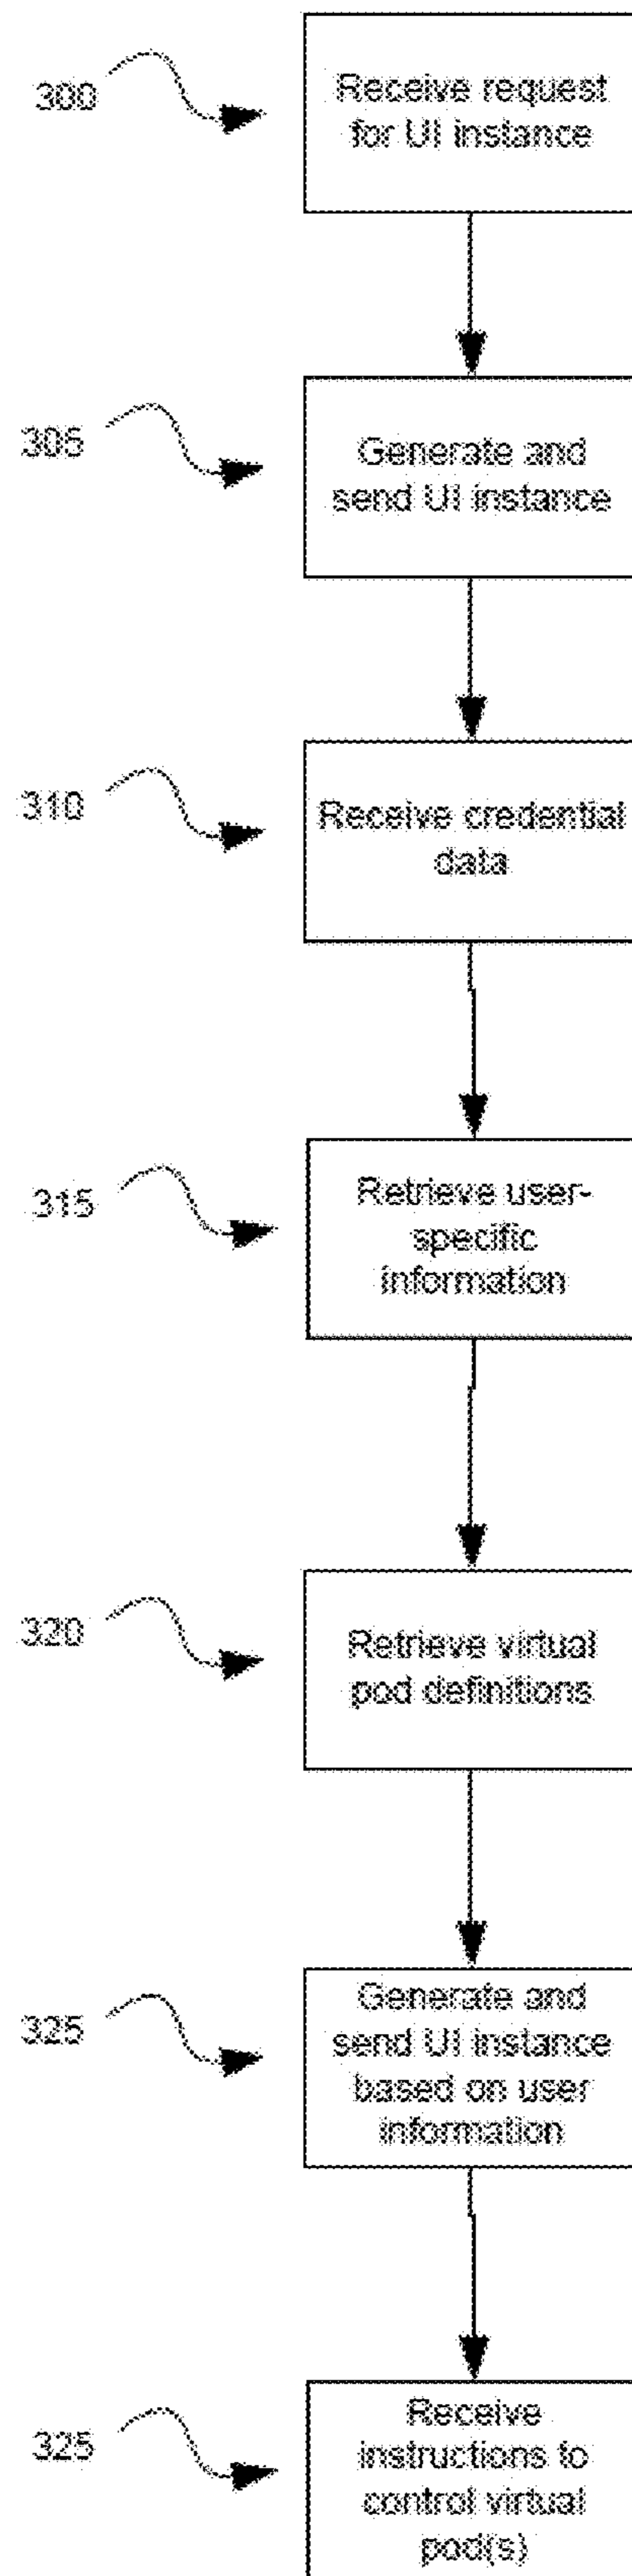 300
Receive request
for UI instance
305
Generate and
send UI instance
310
Receive credential
data
315
Retrieve user-
specific
information
320
Retrieve virtual
pod definitions
325
Generate and
send UI instance
based on user
information
325
Receive
instructions to
control virtual
pod(s)